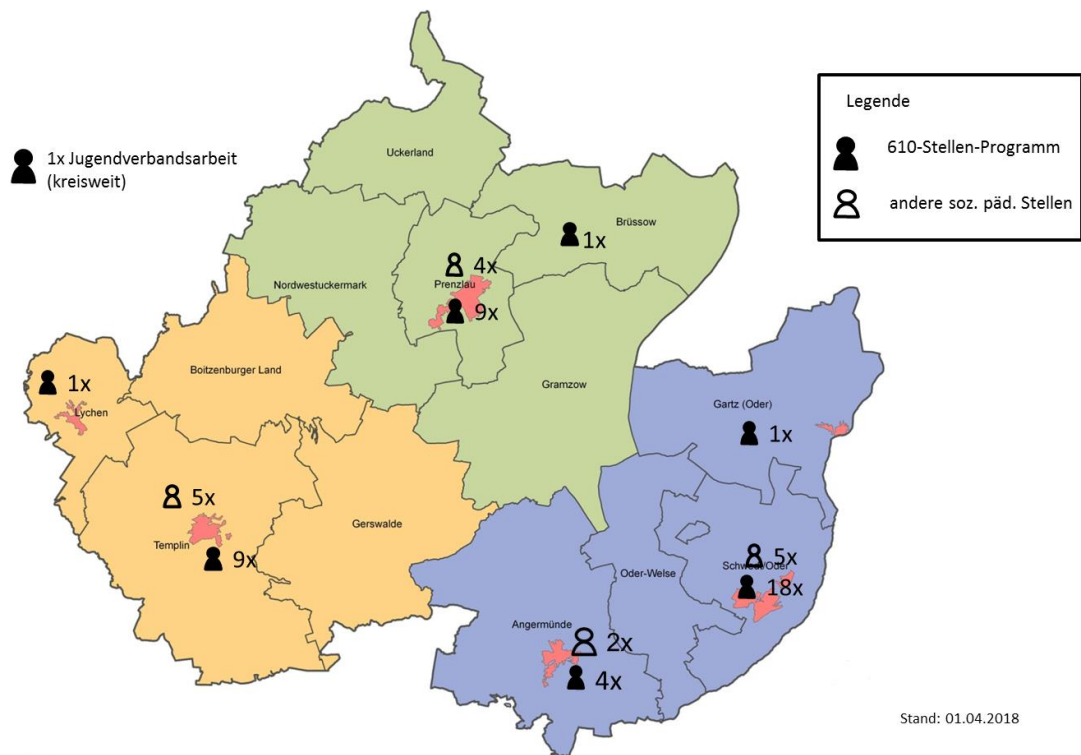 Legende
610-Stellen-Programm
andere soz. päd. Stellen
1x Jugendverbandsarbeit
(kreisweit)
Uckerland
Brüssow
1x
4x
Nordwestuckermark
Prenzlau
9x
Boitzenburger Land
Gramzow
1x
Lychen
Gartz (Oder)
1x
5x
Gerswalde
Templin
9x
5x
Oder-Welse
Schwedt/Oder
18x
Angermünde
2x
4x
Stand: 01.04.2018